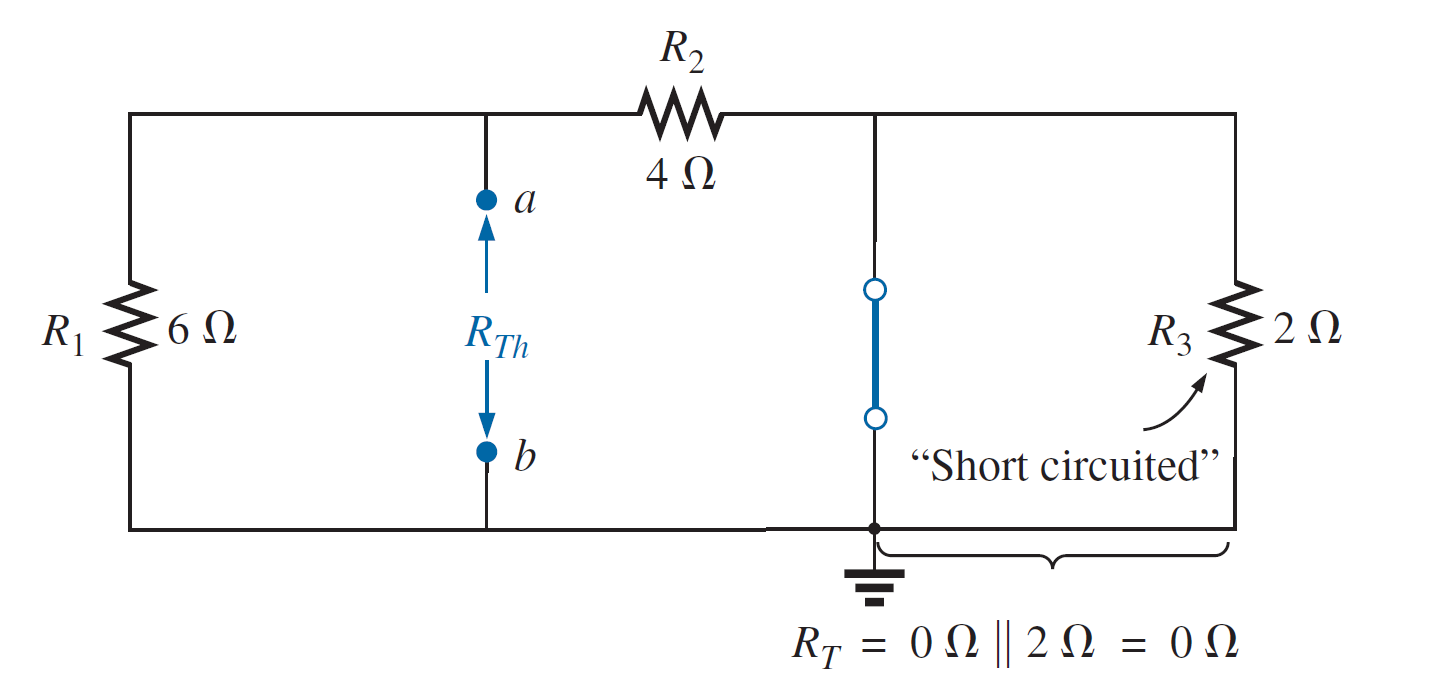 R2
4 Ω
a
R1
6 Ω
RTh
R3
2 Ω
b
“Short circuited”
RT = 0 Ω || 2 Ω = 0 Ω